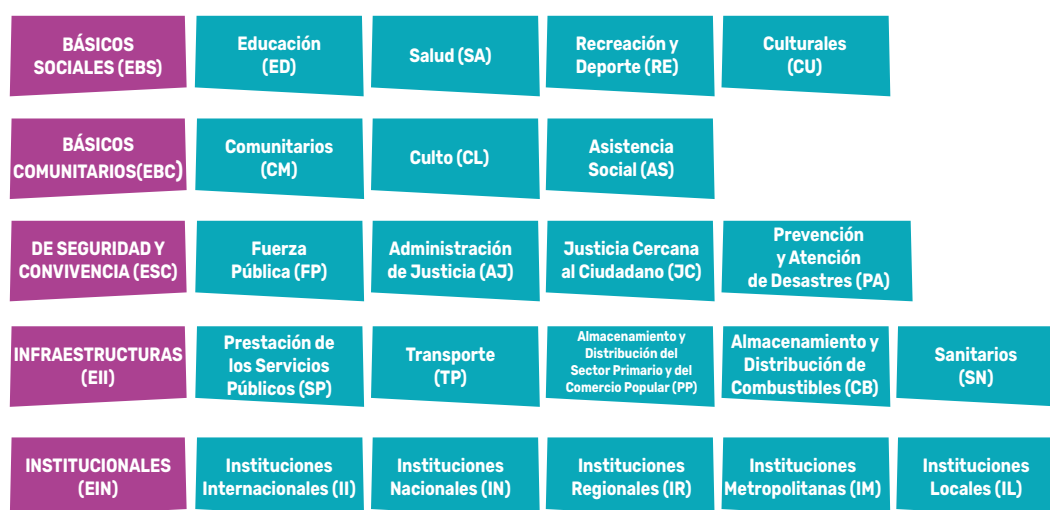 BÁSICOS
SOCIALES (EBS)
Educación
(ED)
Salud (SA)
Recreación y
Deporte (RE)
Culturales
(CU)
BÁSICOS
COMUNITARIOS(EBC)
Comunitarios
(CM)
Culto (CL)
Asistencia
Social (AS)
DE SEGURIDAD Y
CONVIVENCIA (ESC)
Fuerza
Pública (FP)
Administración
de Justicia (AJ)
Justicia Cercana
al Ciudadano (JC)
Prevención
y Atención
de Desastres (PA)
INFRAESTRUCTURAS
(EII)
Prestación de
los Servicios
Públicos (SP)
Transporte
(TP)
Almacenamiento y
Distribución del
Sector Primario y del
Comercio Popular (PP)
Almacenamiento y
Distribución de
Combustibles (CB)
Sanitarios
(SN)
INSTITUCIONALES
(EIN)
Instituciones
Internacionales (II)
Instituciones
Nacionales (IN)
Instituciones
Regionales (IR)
Instituciones
Metropolitanas (IM)
Instituciones
Locales (IL)